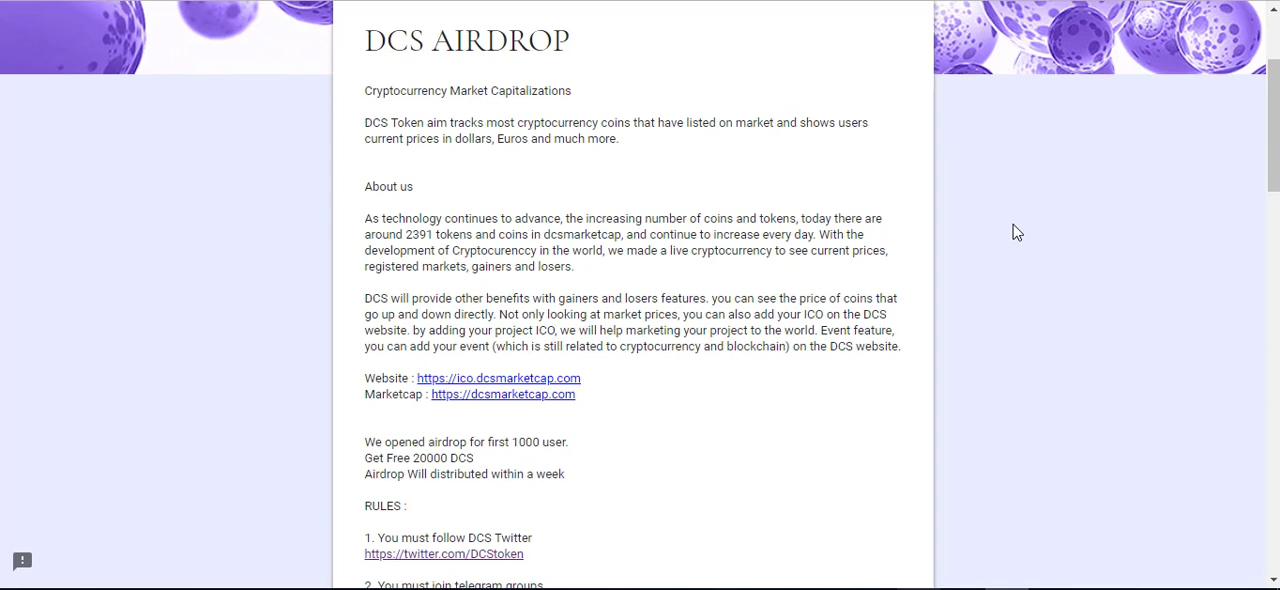 DCS AIRDROP
Cryptocurrency Market Capitalizations
DCS Token aim tracks most cryptocurrency coins that have listed on market and shows users
current prices in dollars, Euros and much more.
About us
As technology continues to advance, the increasing number of coins and tokens, today there are
around 2391 tokens and coins in dcsmarketcap, and continue to increase every day. With the
development of Cryptocurenccy in the world, we made a live cryptocurrency to see current prices,
registered markets, gainers and losers.
DCS will provide other benefits with gainers and losers features. you can see the price of coins that
go up and down directly. Not only looking at market prices, you can also add your ICO on the DCS
website. by adding your project ICO, we will help marketing your project to the world. Event feature,
you can add your event (which is still related to cryptocurrency and blockchain) on the DCS website.
Website : https://ico.dcsmarketcap.com
Marketcap : https://dcsmarketcap.com
We opened airdrop for first 1000 user.
Get Free 20000 DCS
Airdrop Will distributed within a week
RULES :
1. You must follow DCS Twitter
https://twitter.com/DCStoken
2. You must join telegram groups